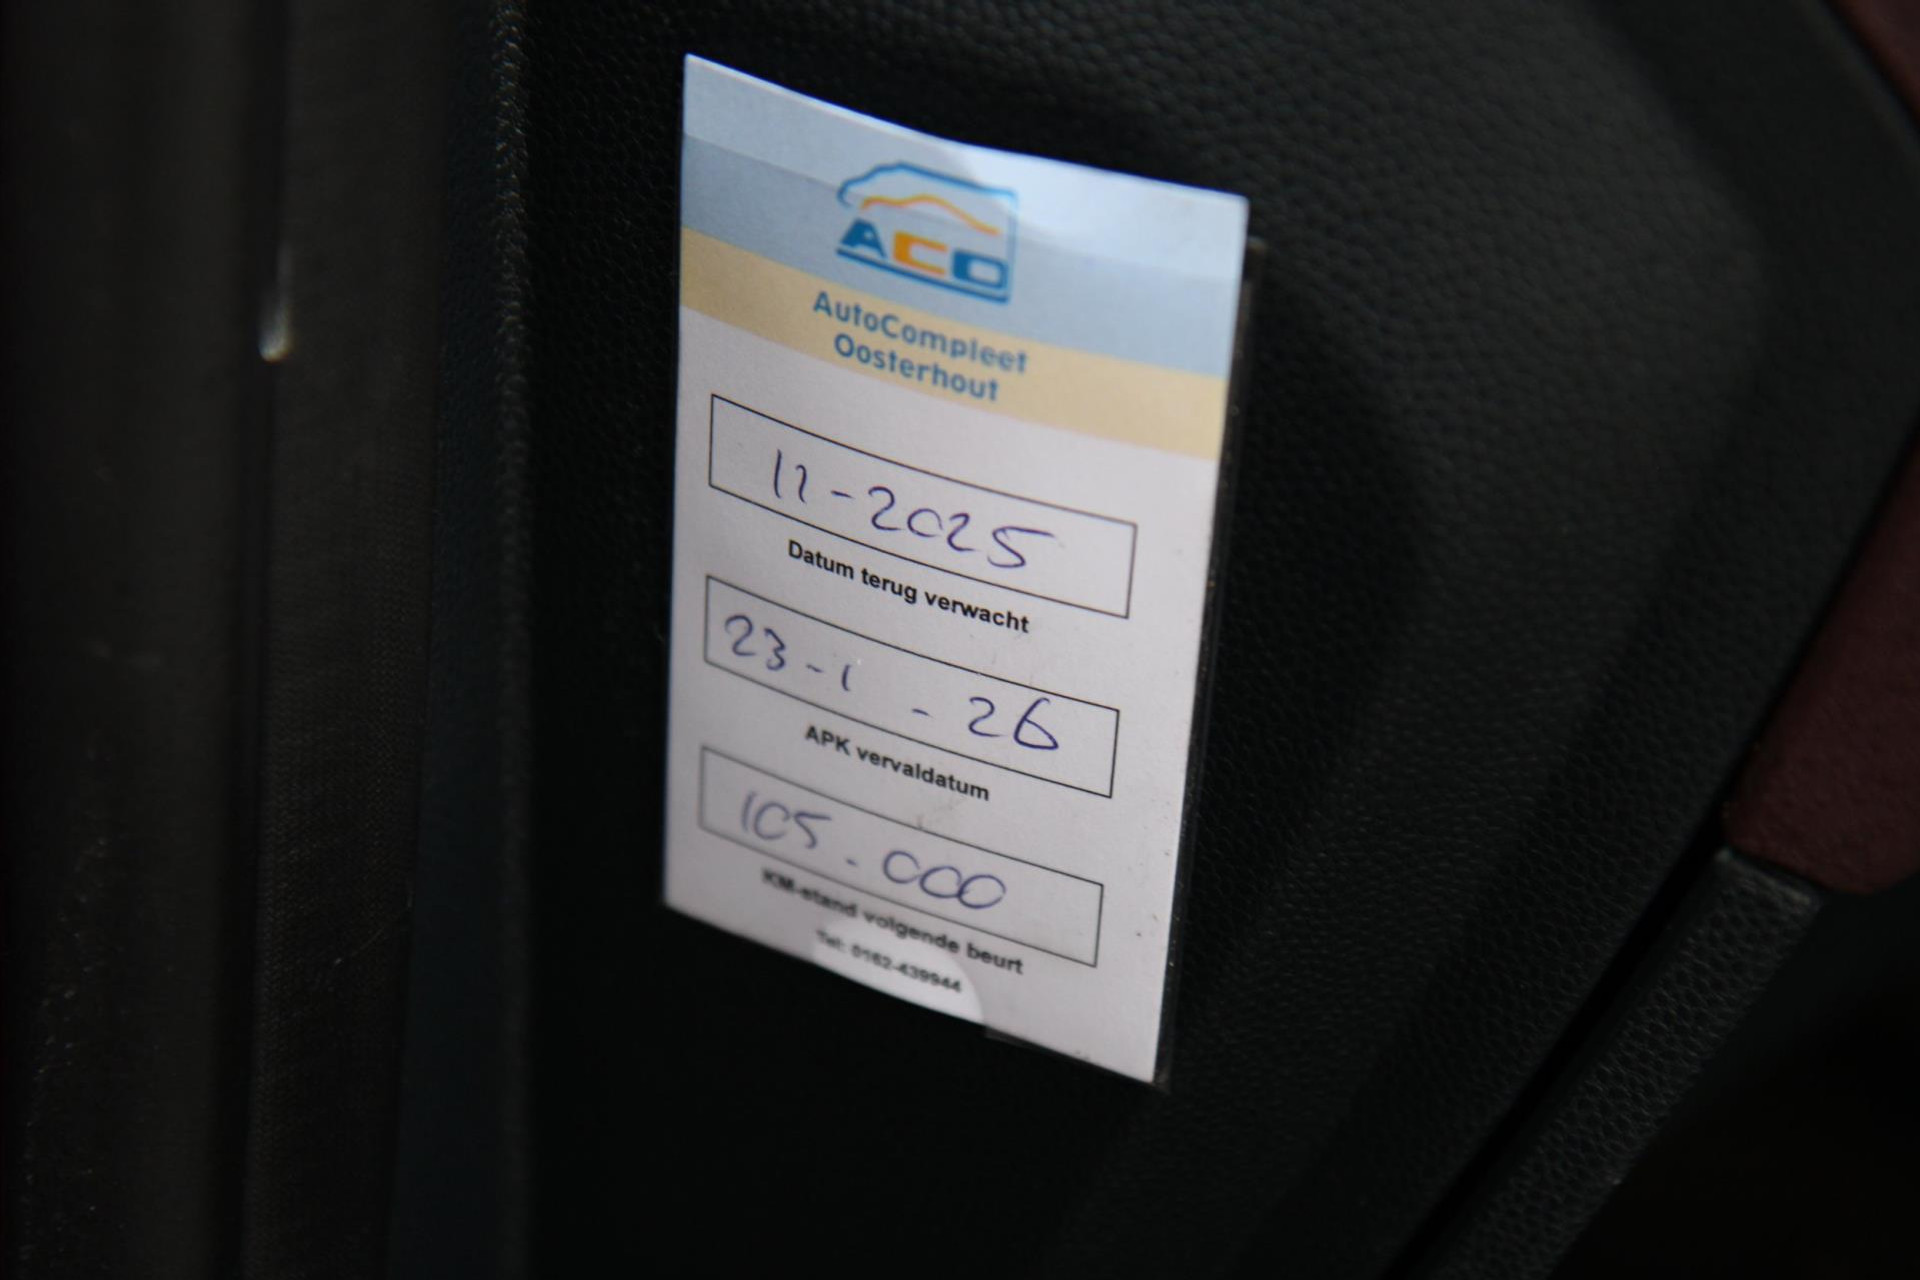 ACO
AutoCompleet
Oosterhout
11-2025
Datum terug verwacht
23-1-26
APK vervaldatum
105.000
KM-stand volgende beurt
Tel: 0162-439944